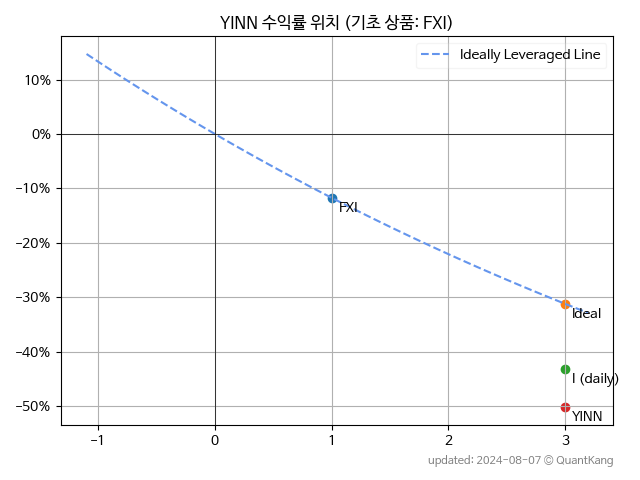 YINN 수익률 위치 (기초 상품: FXI)
Ideally Leveraged Line
10%
0%
-10%
-20%
-30%
-40%
-50%
FXI
Ideal
I (daily)
YINN
-1
0
1
2
3
updated: 2024-08-07 © QuantKang